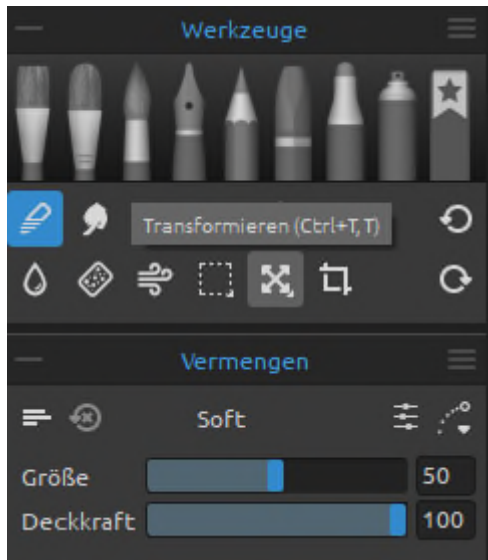 Werkzeuge
Transformieren (Ctrl+T, T)
Vermengen
Soft
Größe 50
Deckkraft 100